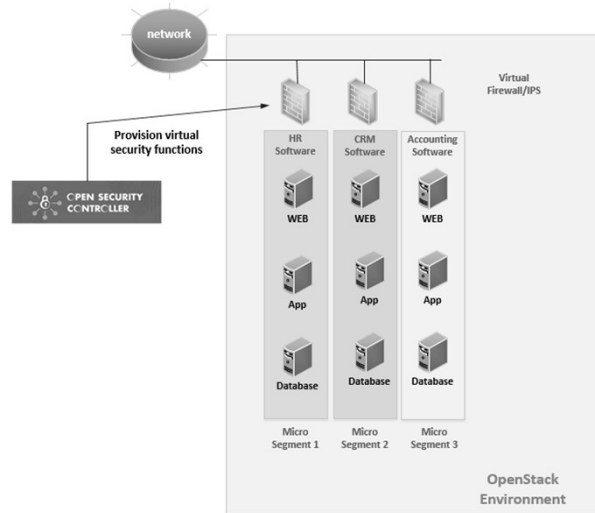 network
Virtual
Firewall/IPS
Provision virtual
security functions
HR
Software
CRM
Software
Accounting
Software
OPEN SECURITY
CONTROLLER
WEB
WEB
WEB
App
App
App
Database
Database
Database
Micro
Segment 1
Micro
Segment 2
Micro
Segment 3
OpenStack
Environment